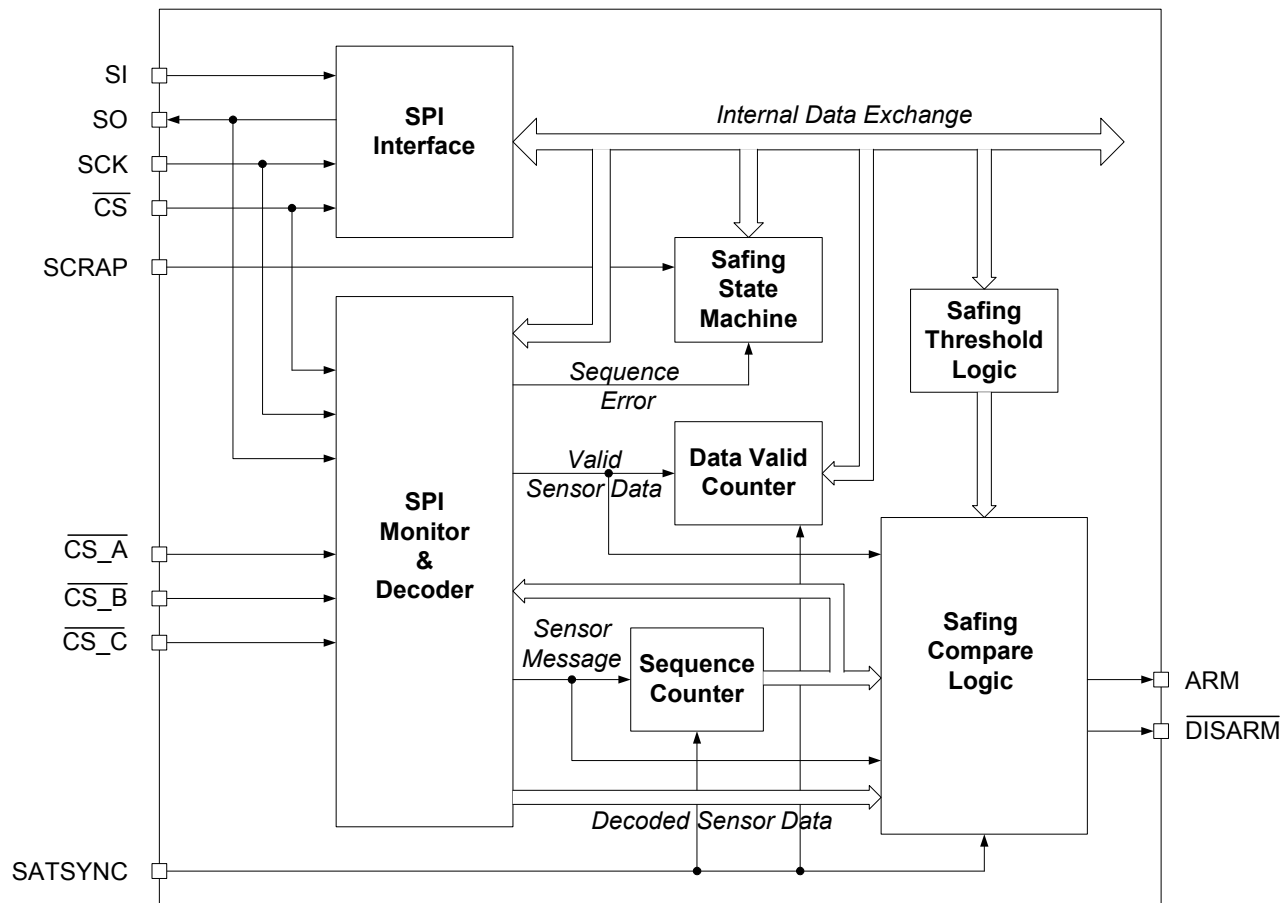 SI
SO
SCK
CS
SCRAP
SPI
Interface
Internal Data Exchange
Safing
State
Machine
Safing
Threshold
Logic
Sequence
Error
Valid
Sensor Data
Data Valid
Counter
SPI
Monitor
&
Decoder
CS_A
CS_B
CS_C
Sensor
Message
Sequence
Counter
Safing
Compare
Logic
ARM
DISARM
Decoded Sensor Data
SATSYNC